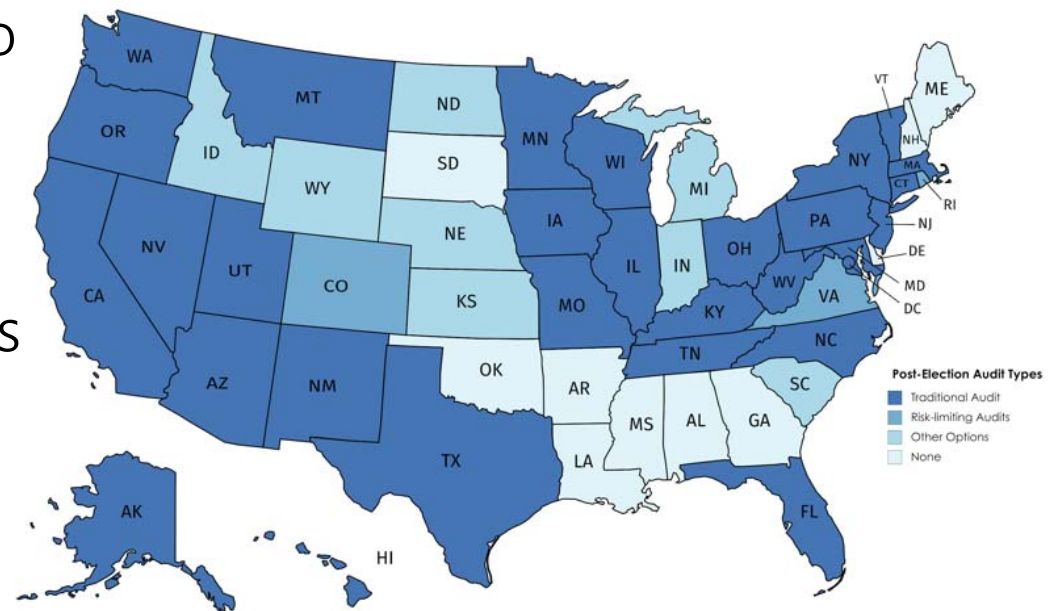 O
S
WA
OR
CA
NV
ID
MT
WY
UT
CO
AZ
NM
ND
SD
NE
KS
OK
TX
MN
IA
MO
AR
LA
WI
IL
MI
IN
OH
KY
TN
MS
AL
GA
FL
SC
NC
VA
WV
PA
NY
VT
NH
ME
MA
CT
RI
NJ
DE
MD
DC
AK
HI
Post-Election Audit Types
Traditional Audit
Risk-limiting Audits
Other Options
None